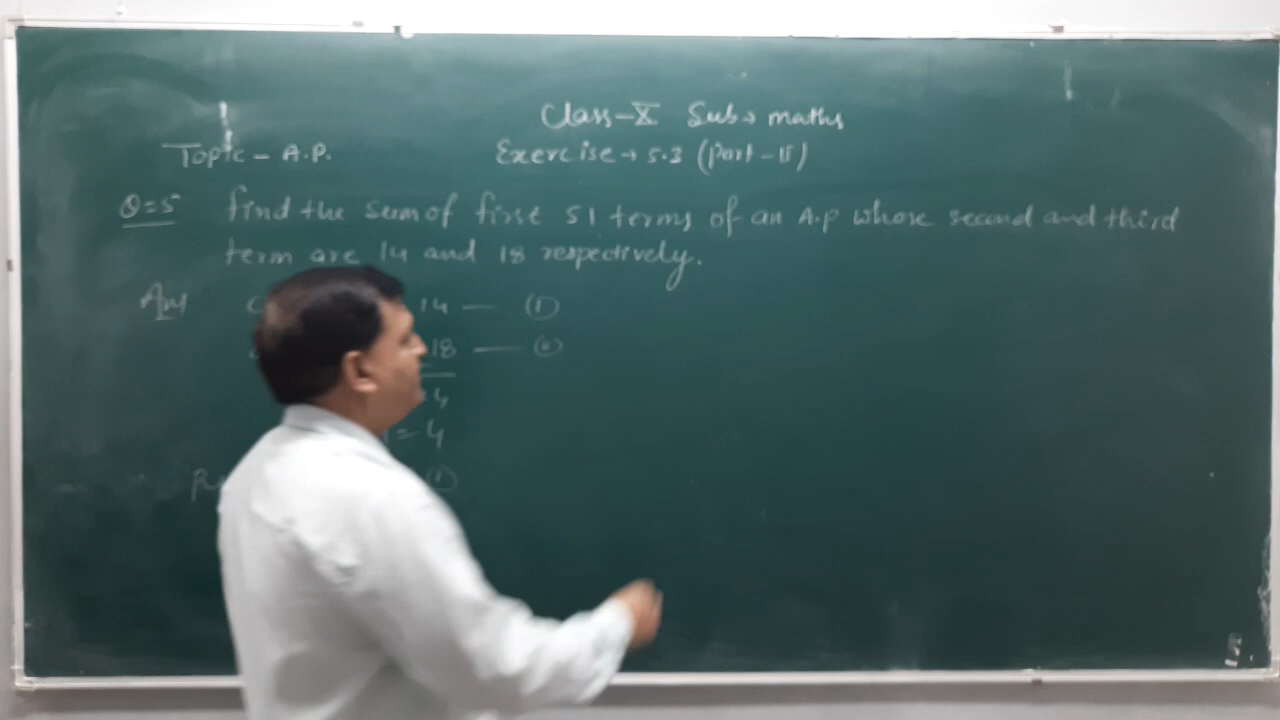 Class-X Sub→ maths
Topic - A.P. Exercise→ 5.3 (Part-II)
Q=5 find the sum of first 51 terms of an A.P whose second and third
term are 14 and 18 respectively.
Ans 14 — (1)
18 — (2)
4
= 4
(1)